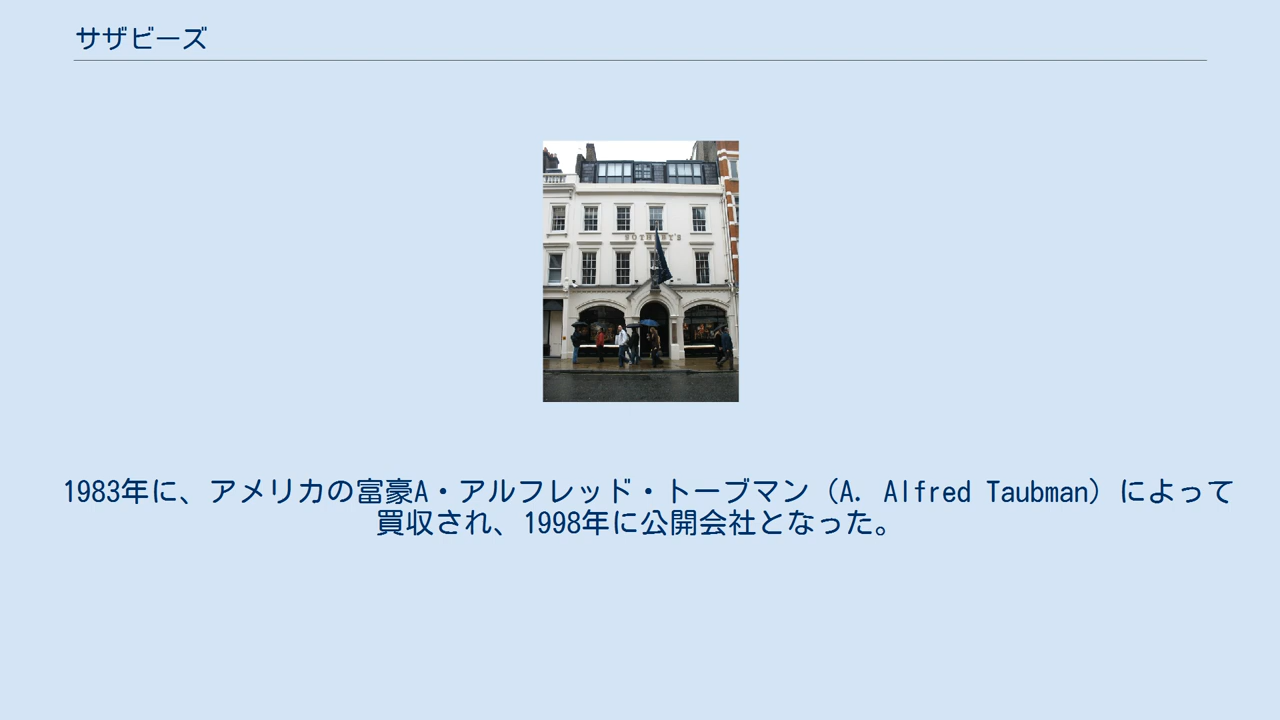 サザビーズ
SOTHEBY'S
1983年に、アメリカの富豪A・アルフレッド・トーブマン（A. Alfred Taubman）によって
買収され、1998年に公開会社となった。